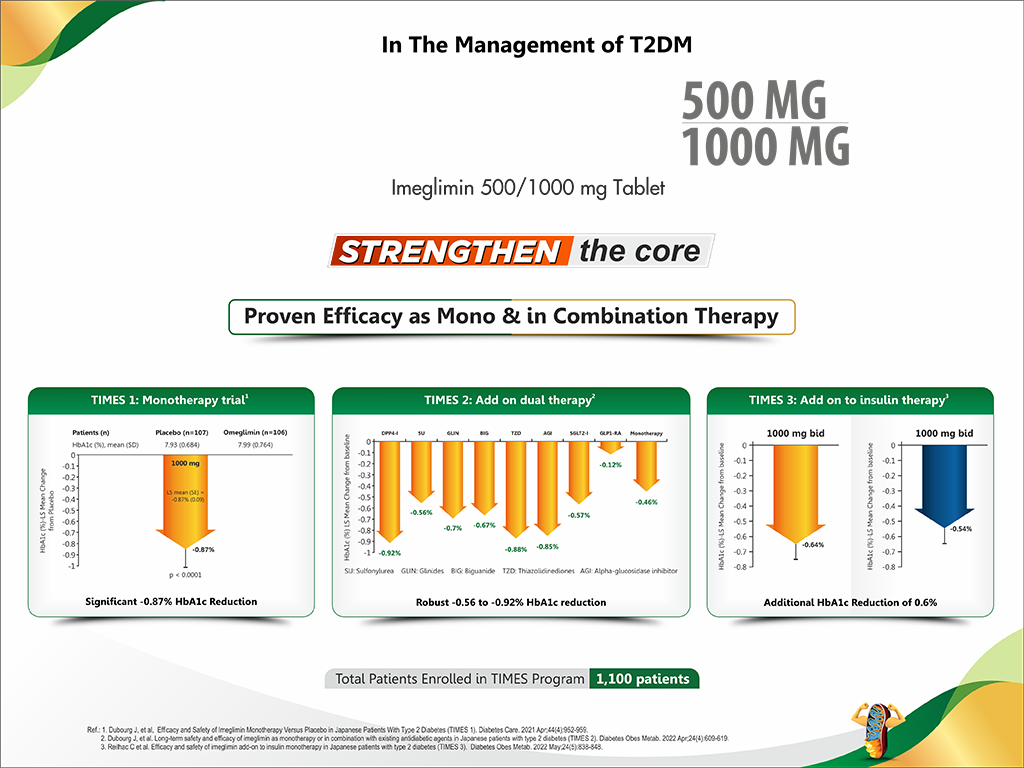 In The Management of T2DM
500 MG
1000 MG
Imeglimin 500/1000 mg Tablet
STRENGTHEN the core
Proven Efficacy as Mono & in Combination Therapy
TIMES 1: Monotherapy trial¹
Patients (n) Placebo (n=107) Omeglimin (n=106)
HbA1c (%), mean (SD) 7.93 (0.684) 7.99 (0.764)
HbA1c (%)-LS Mean Change
from Placebo
0
-0.1
-0.2
-0.3
-0.4
-0.5
-0.6
-0.7
-0.8
-0.9
-1
1000 mg
LS mean (SE) =
-0.87% (0.09)
-0.87%
p < 0.0001
Significant -0.87% HbA1c Reduction
TIMES 2: Add on dual therapy²
HbA1c (%) LS Mean Change from baseline
DPP4-I SU GLIN BIG TZD AGI SGLT2-I GLP1-RA Monotherapy
0
-0.1
-0.2
-0.3
-0.4
-0.5
-0.6
-0.7
-0.8
-0.9
-1
-0.92%
-0.56%
-0.7%
-0.67%
-0.88%
-0.85%
-0.57%
-0.12%
-0.46%
SU: Sulfonylurea GLIN: Glinides BIG: Biguanide TZD: Thiazolidinediones AGI: Alpha-glucosidase inhibitor
Robust -0.56 to -0.92% HbA1c reduction
TIMES 3: Add on to insulin therapy³
HbA1c (%)-LS Mean Change from baseline
1000 mg bid
0
-0.1
-0.2
-0.3
-0.4
-0.5
-0.6
-0.7
-0.8
-0.64%
HbA1c (%)-LS Mean Change from baseline
1000 mg bid
0
-0.1
-0.2
-0.3
-0.4
-0.5
-0.6
-0.7
-0.8
-0.54%
Additional HbA1c Reduction of 0.6%
Total Patients Enrolled in TIMES Program 1,100 patients
Ref.: 1. Dubourg J, et al, Efficacy and Safety of Imeglimin Monotherapy Versus Placebo in Japanese Patients With Type 2 Diabetes (TIMES 1). Diabetes Care. 2021 Apr;44(4):952-959.
2. Dubourg J, et al. Long-term safety and efficacy of imeglimin as monotherapy or in combination with existing antidiabetic agents in Japanese patients with type 2 diabetes (TIMES 2). Diabetes Obes Metab. 2022 Apr;24(4):609-619.
3. Reilhac C et al. Efficacy and safety of imeglimin add-on to insulin monotherapy in Japanese patients with type 2 diabetes (TIMES 3). Diabetes Obes Metab. 2022 May;24(5):838-848.